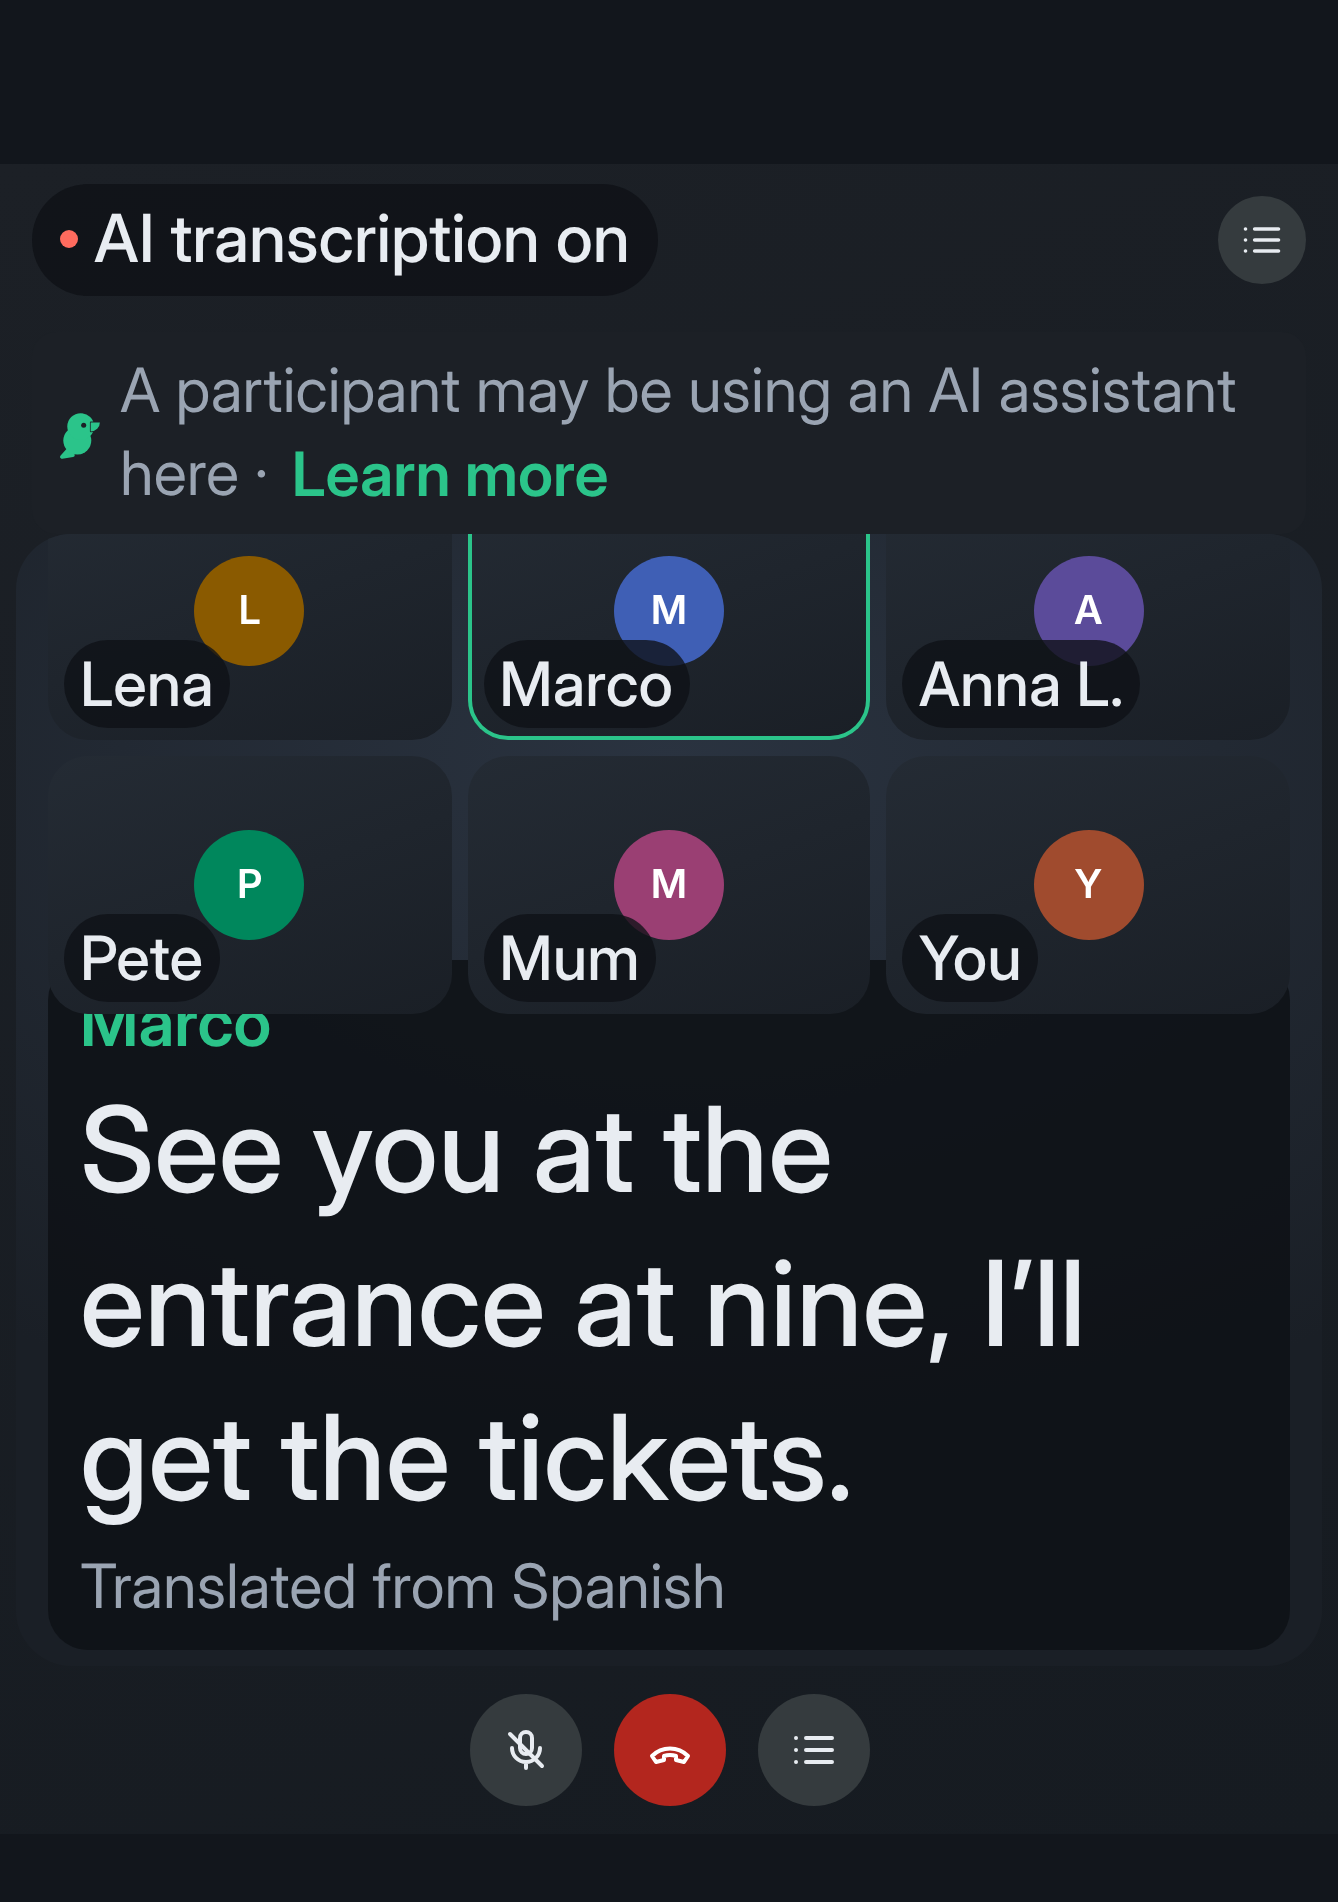 AI transcription on
A participant may be using an AI assistant
here · Learn more
L
M
A
Lena
Marco
Anna L.
P
M
Y
Pete
Mum
You
Marco
See you at the
entrance at nine, I’ll
get the tickets.
Translated from Spanish